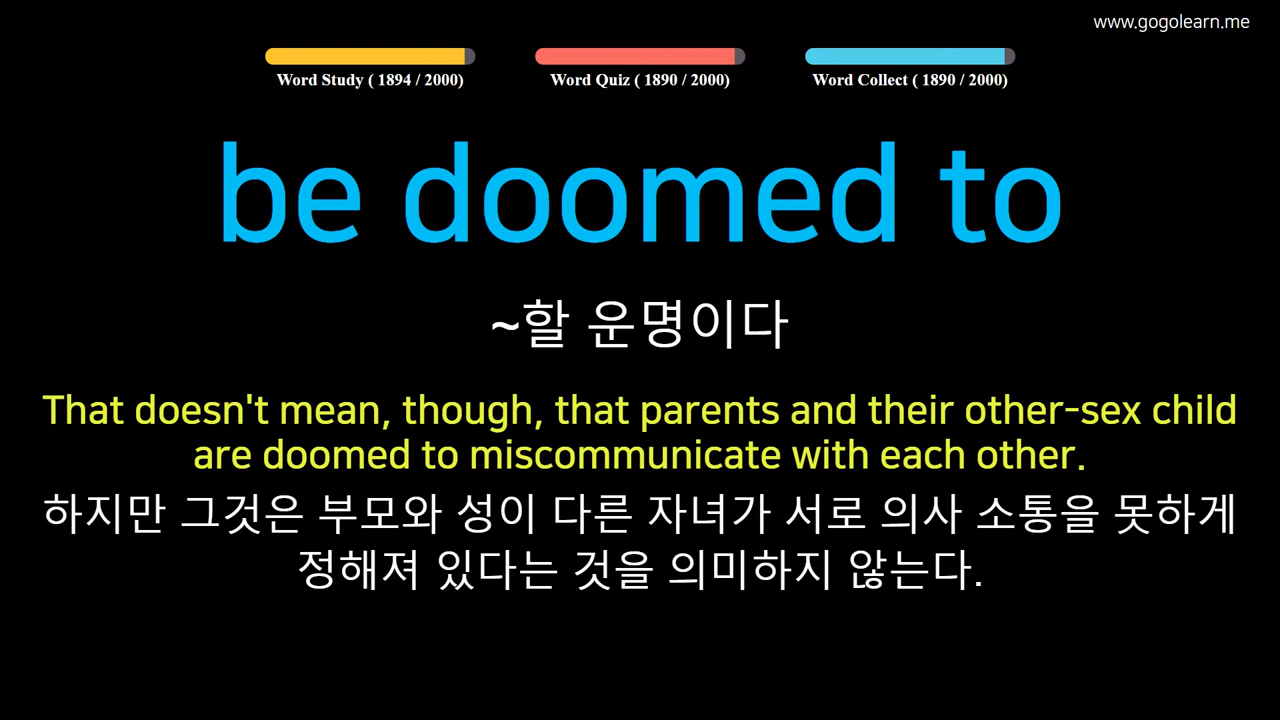 www.gogolearn.me
Word Study ( 1894 / 2000)
Word Quiz ( 1890 / 2000)
Word Collect ( 1890 / 2000)
be doomed to
~할 운명이다
That doesn't mean, though, that parents and their other-sex child
are doomed to miscommunicate with each other.
하지만 그것은 부모와 성이 다른 자녀가 서로 의사 소통을 못하게
정해져 있다는 것을 의미하지 않는다.